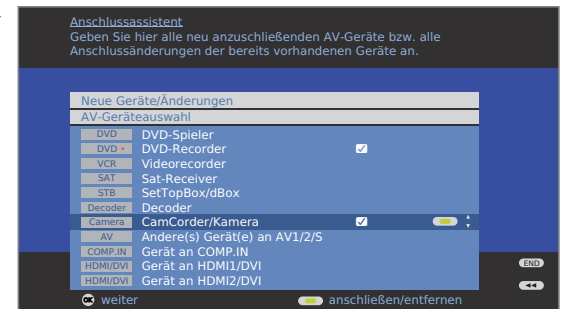 Anschlussassistent
Geben Sie hier alle neu anzuschließenden AV-Geräte bzw. alle
Anschlussänderungen der bereits vorhandenen Geräte an.
Neue Geräte/Änderungen
AV-Geräteauswahl
DVD DVD-Spieler
DVD • DVD-Recorder
VCR Videorecorder
SAT Sat-Receiver
STB SetTopBox/dBox
Decoder Decoder
Camera CamCorder/Kamera
AV Andere(s) Gerät(e) an AV1/2/S
COMP.IN Gerät an COMP.IN
HDMI/DVI Gerät an HDMI1/DVI
HDMI/DVI Gerät an HDMI2/DVI
END
OK weiter anschließen/entfernen